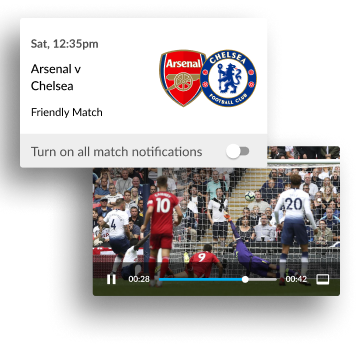 Sat, 12:35pm
Arsenal v
Chelsea
Friendly Match
Arsenal
CHELSEA
FOOTBALL CLUB
Turn on all match notifications
4
10
20
9
00:28
00:42